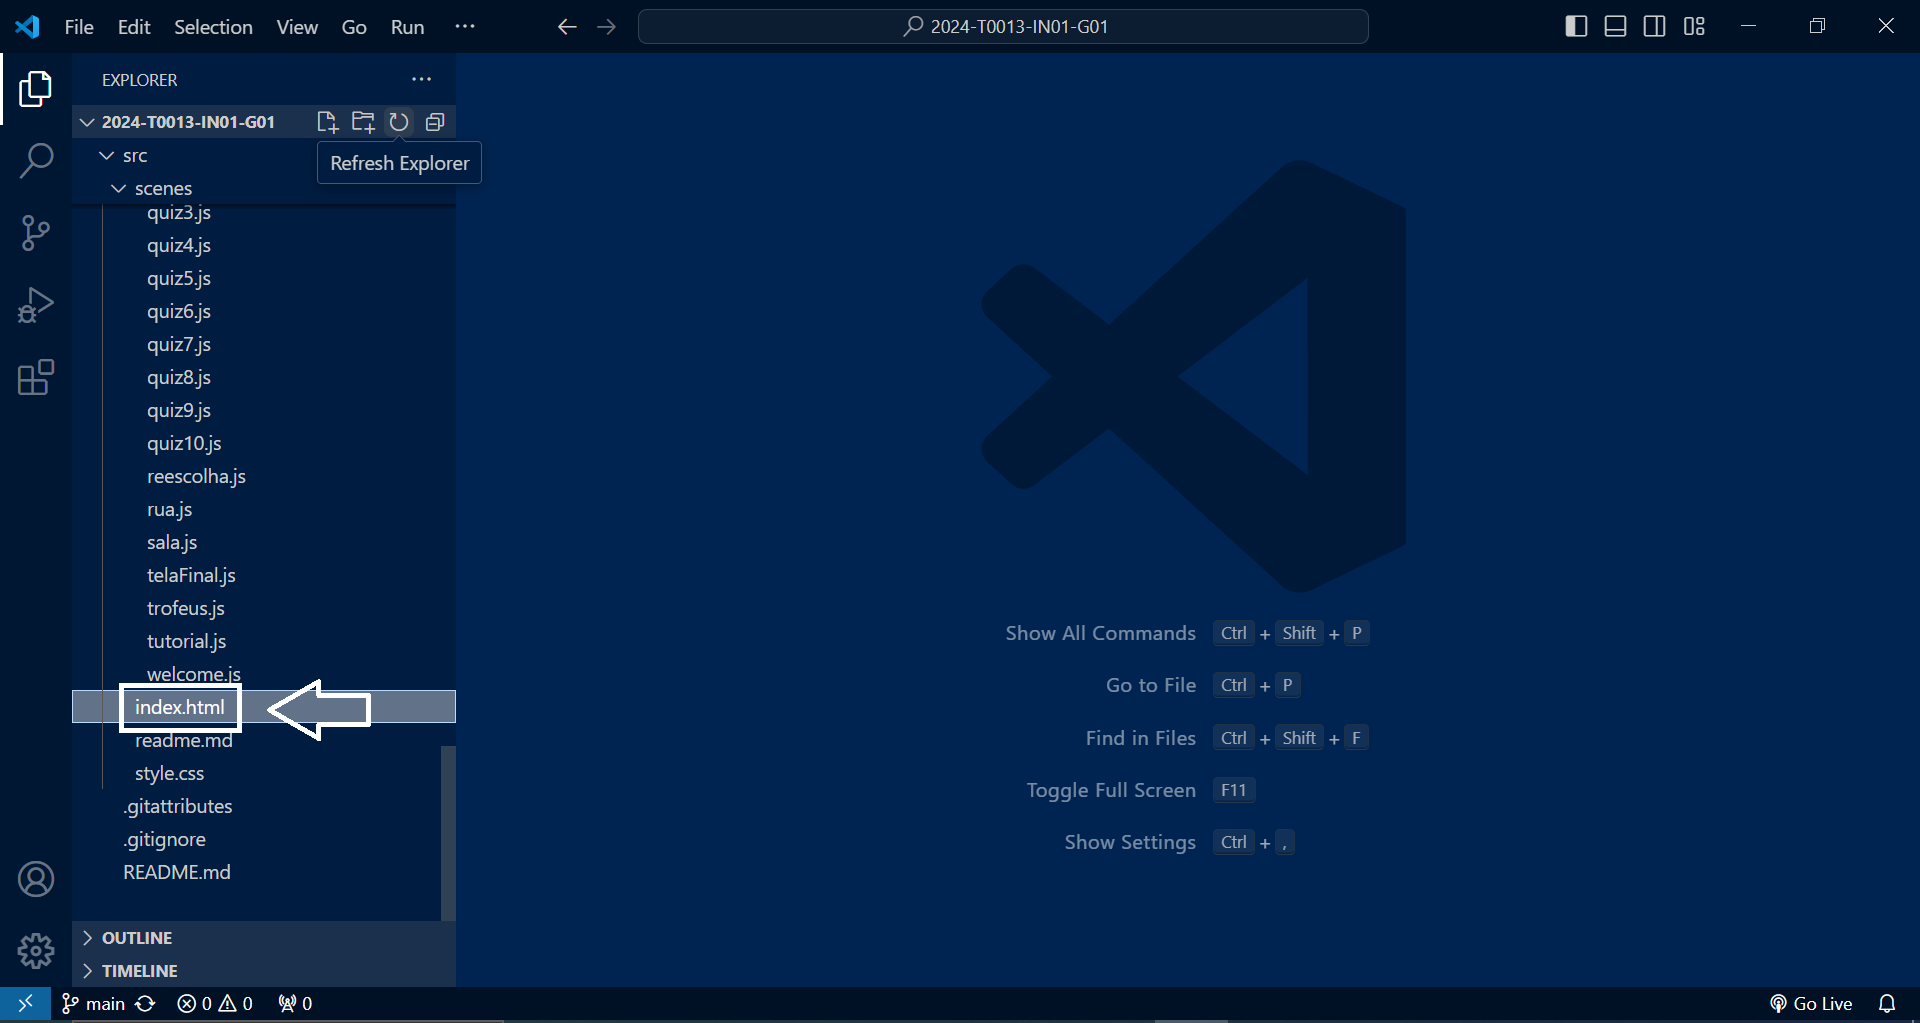 File Edit Selection View Go Run ··· 2024-T0013-IN01-G01
EXPLORER
2024-T0013-IN01-G01
Refresh Explorer
src
scenes
quiz3.js
quiz4.js
quiz5.js
quiz6.js
quiz7.js
quiz8.js
quiz9.js
quiz10.js
reescolha.js
rua.js
sala.js
telaFinal.js
trofeus.js
tutorial.js
welcome.js
index.html
readme.md
style.css
.gitattributes
.gitignore
README.md
OUTLINE
TIMELINE
Show All Commands Ctrl + Shift + P
Go to File Ctrl + P
Find in Files Ctrl + Shift + F
Toggle Full Screen F11
Show Settings Ctrl + ,
main 0 0 0 Go Live